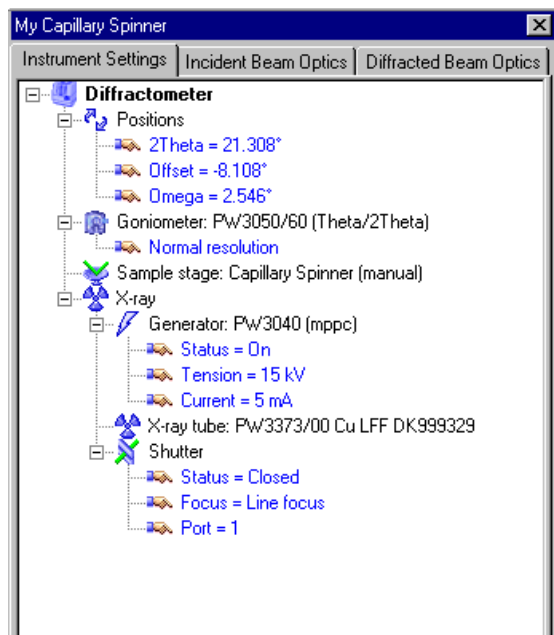 My Capillary Spinner
Instrument Settings Incident Beam Optics Diffracted Beam Optics
Diffractometer
Positions
2Theta = 21.308°
Offset = -8.108°
Omega = 2.546°
Goniometer: PW3050/60 (Theta/2Theta)
Normal resolution
Sample stage: Capillary Spinner (manual)
X-ray
Generator: PW3040 (mppc)
Status = On
Tension = 15 kV
Current = 5 mA
X-ray tube: PW3373/00 Cu LFF DK999329
Shutter
Status = Closed
Focus = Line focus
Port = 1